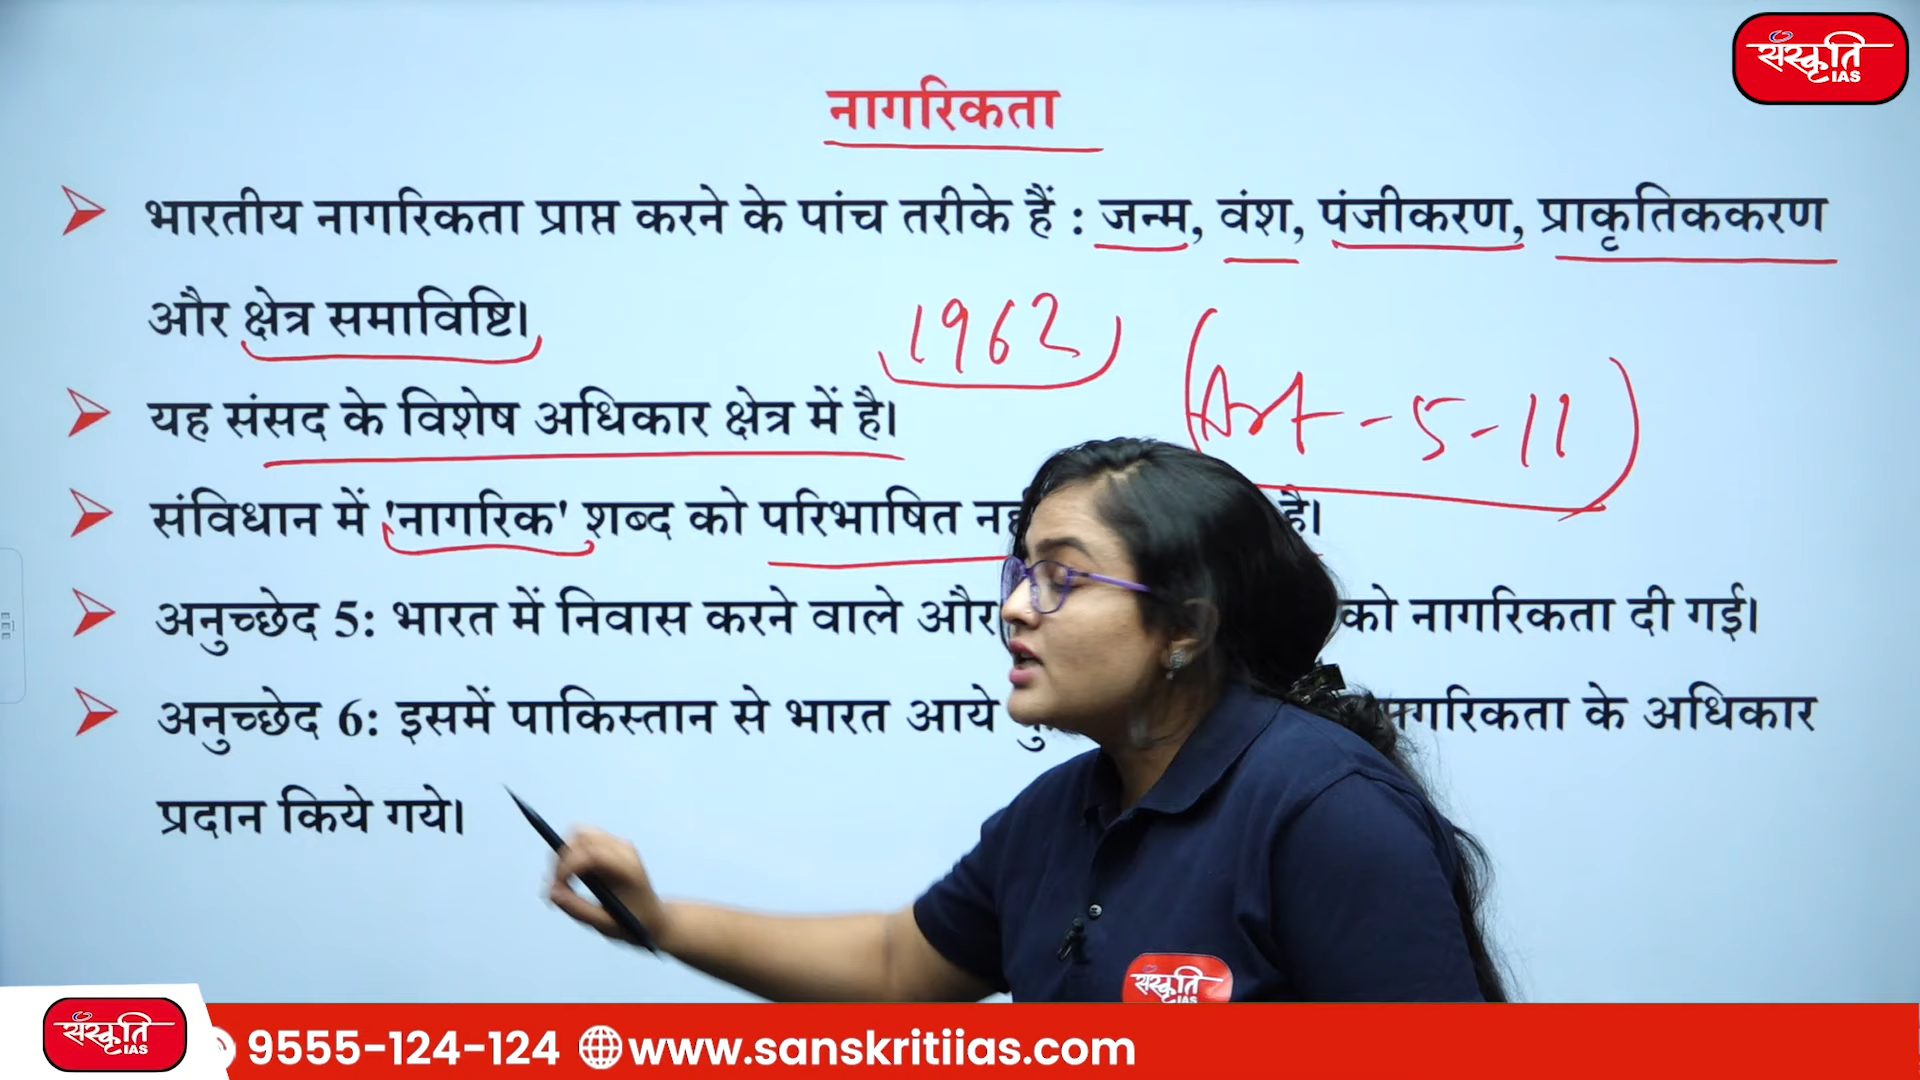 संस्कृति
IAS
नागरिकता
भारतीय नागरिकता प्राप्त करने के पांच तरीके हैं : जन्म, वंश, पंजीकरण, प्राकृतिककरण
और क्षेत्र समाविष्टि।
1962
यह संसद के विशेष अधिकार क्षेत्र में है।
(Art - 5 - 11)
संविधान में 'नागरिक' शब्द को परिभाषित है।
अनुच्छेद 5: भारत में निवास करने वाले और को नागरिकता दी गई।
अनुच्छेद 6: इसमें पाकिस्तान से भारत आये के अधिकार
प्रदान किये गये।
संस्कृति
IAS
संस्कृति
IAS
9555-124-124 www.sanskritiias.com